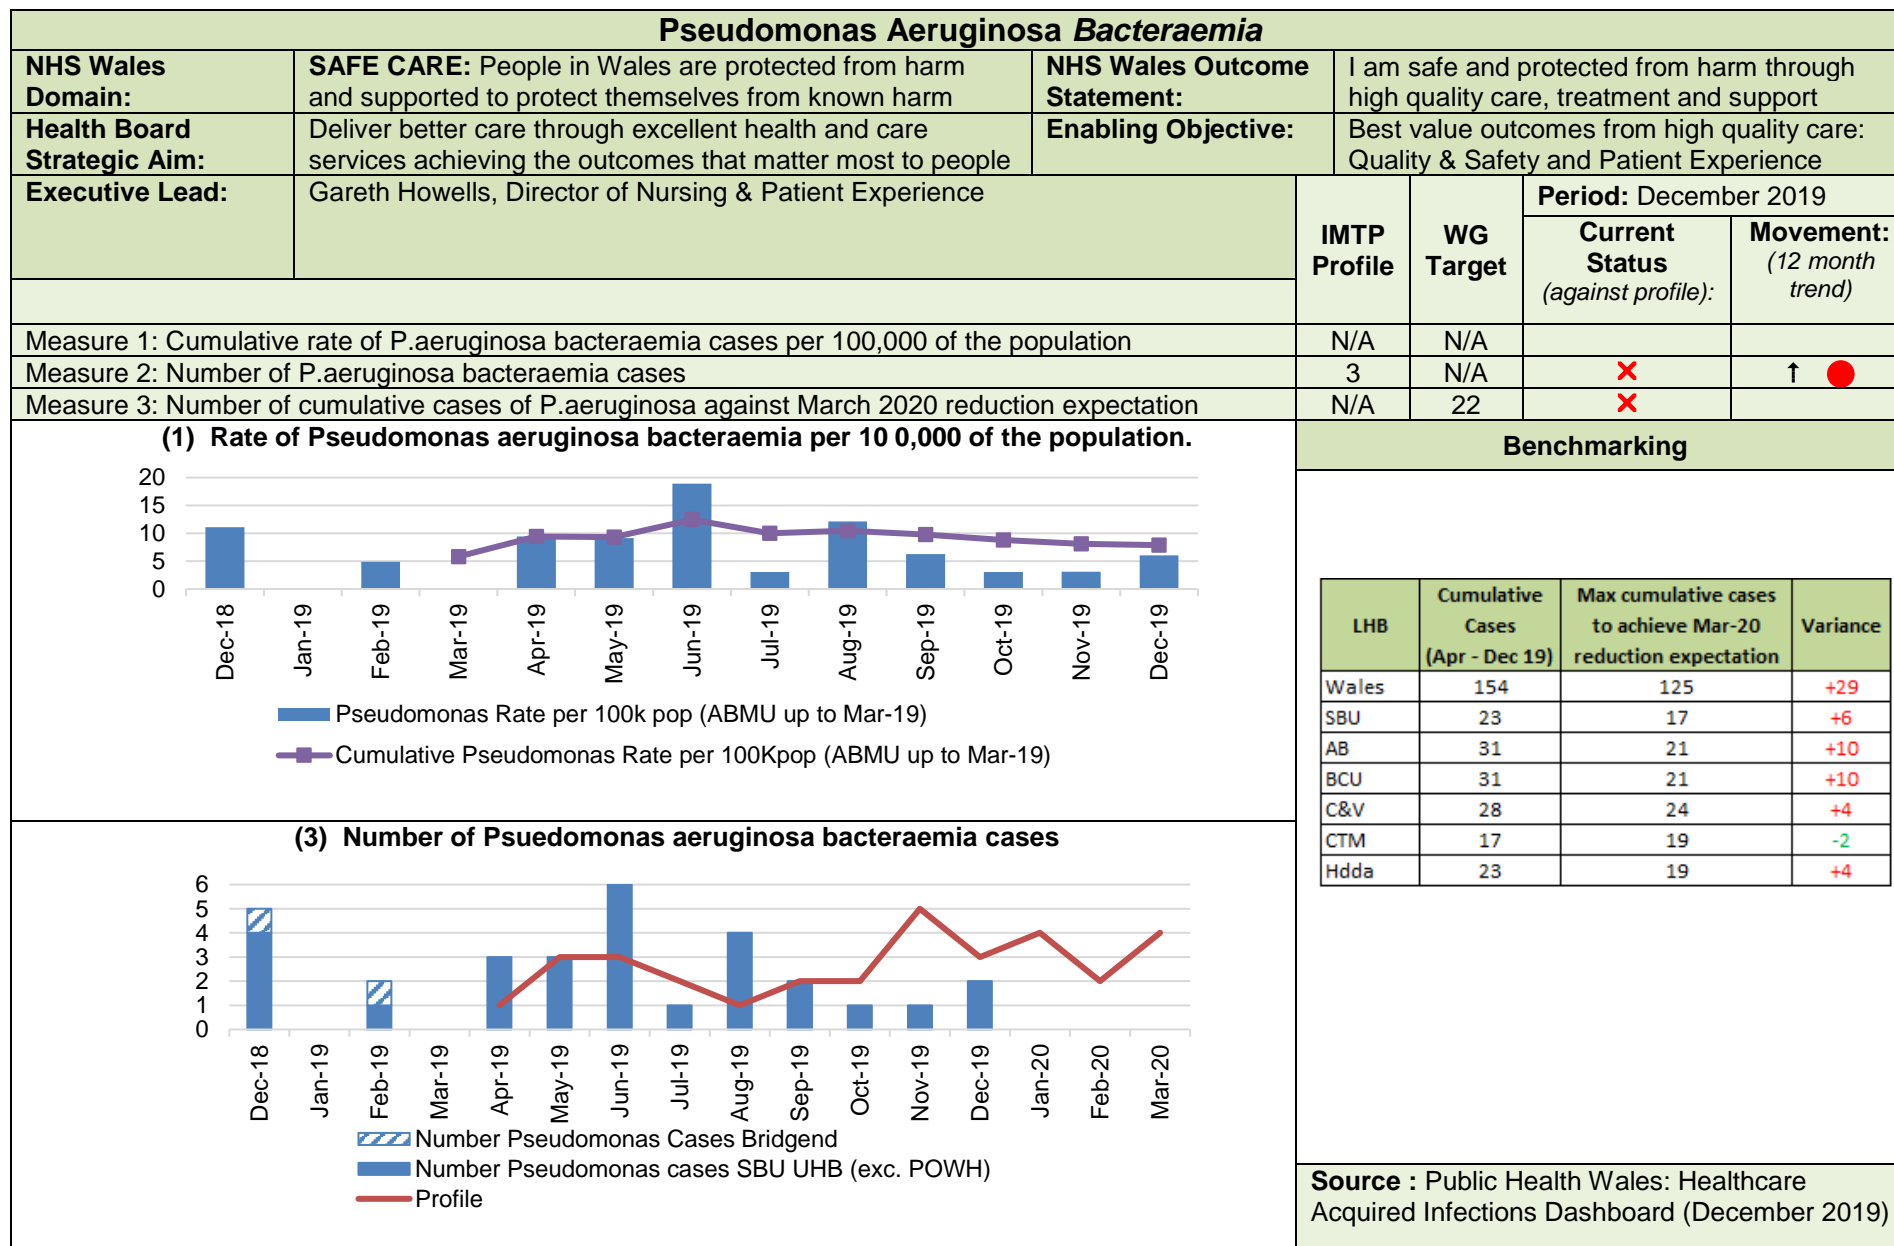 Pseudomonas Aeruginosa Bacteraemia
NHS Wales
Domain:
SAFE CARE: People in Wales are protected from harm
and supported to protect themselves from known harm
NHS Wales Outcome
Statement:
I am safe and protected from harm through
high quality care, treatment and support
Health Board
Strategic Aim:
Deliver better care through excellent health and care
services achieving the outcomes that matter most to people
Enabling Objective:
Best value outcomes from high quality care:
Quality & Safety and Patient Experience
Executive Lead:
Gareth Howells, Director of Nursing & Patient Experience
IMTP
Profile
WG
Target
Period: December 2019
Current
Status
(against profile):
Movement:
(12 month
trend)
Measure 1: Cumulative rate of P.aeruginosa bacteraemia cases per 100,000 of the population N/A N/A
Measure 2: Number of P.aeruginosa bacteraemia cases 3 N/A ✕ ↑
Measure 3: Number of cumulative cases of P.aeruginosa against March 2020 reduction expectation N/A 22 ✕
(1) Rate of Pseudomonas aeruginosa bacteraemia per 10 0,000 of the population.
20
15
10
5
0
Dec-18
Jan-19
Feb-19
Mar-19
Apr-19
May-19
Jun-19
Jul-19
Aug-19
Sep-19
Oct-19
Nov-19
Dec-19
Pseudomonas Rate per 100k pop (ABMU up to Mar-19)
Cumulative Pseudomonas Rate per 100Kpop (ABMU up to Mar-19)
(3) Number of Psuedomonas aeruginosa bacteraemia cases
6
5
4
3
2
1
0
Dec-18
Jan-19
Feb-19
Mar-19
Apr-19
May-19
Jun-19
Jul-19
Aug-19
Sep-19
Oct-19
Nov-19
Dec-19
Jan-20
Feb-20
Mar-20
Number Pseudomonas Cases Bridgend
Number Pseudomonas cases SBU UHB (exc. POWH)
Profile
Benchmarking
LHB
Cumulative
Cases
(Apr - Dec 19)
Max cumulative cases
to achieve Mar-20
reduction expectation
Variance
Wales 154 125 +29
SBU 23 17 +6
AB 31 21 +10
BCU 31 21 +10
C&V 28 24 +4
CTM 17 19 -2
Hdda 23 19 +4
Source : Public Health Wales: Healthcare
Acquired Infections Dashboard (December 2019)